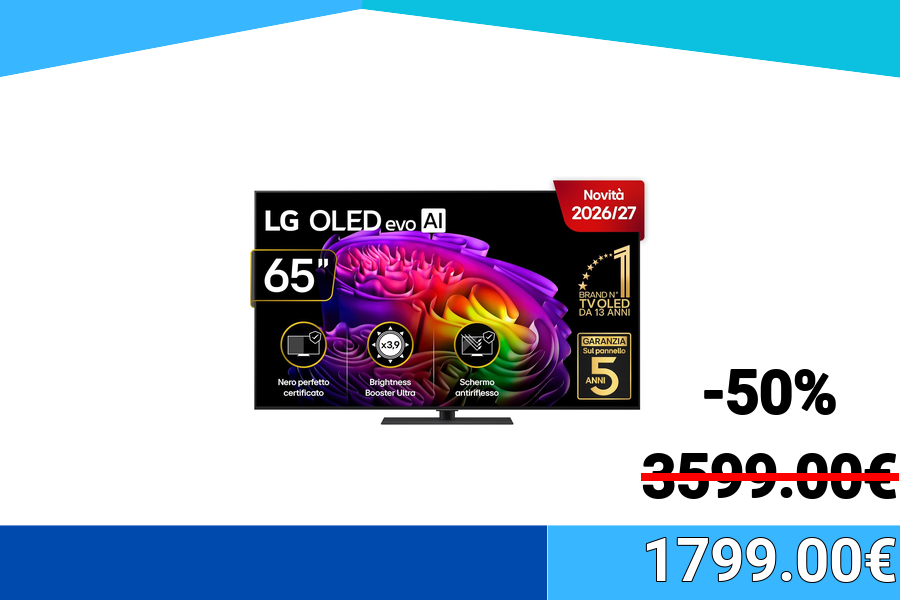 Novità
2026/27
LG OLED evo AI
65”
1
BRAND N°
TV OLED
DA 13 ANNI
x3,9
Nero perfetto
certificato
Brightness
Booster Ultra
Schermo
antiriflesso
GARANZIA
Sul pannello
5
ANNI
-50%
3599.00€
1799.00€